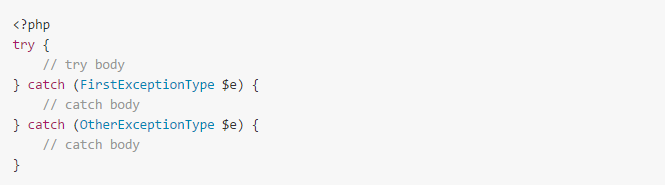 <?php
try {
    // try body
} catch (FirstExceptionType $e) {
    // catch body
} catch (OtherExceptionType $e) {
    // catch body
}